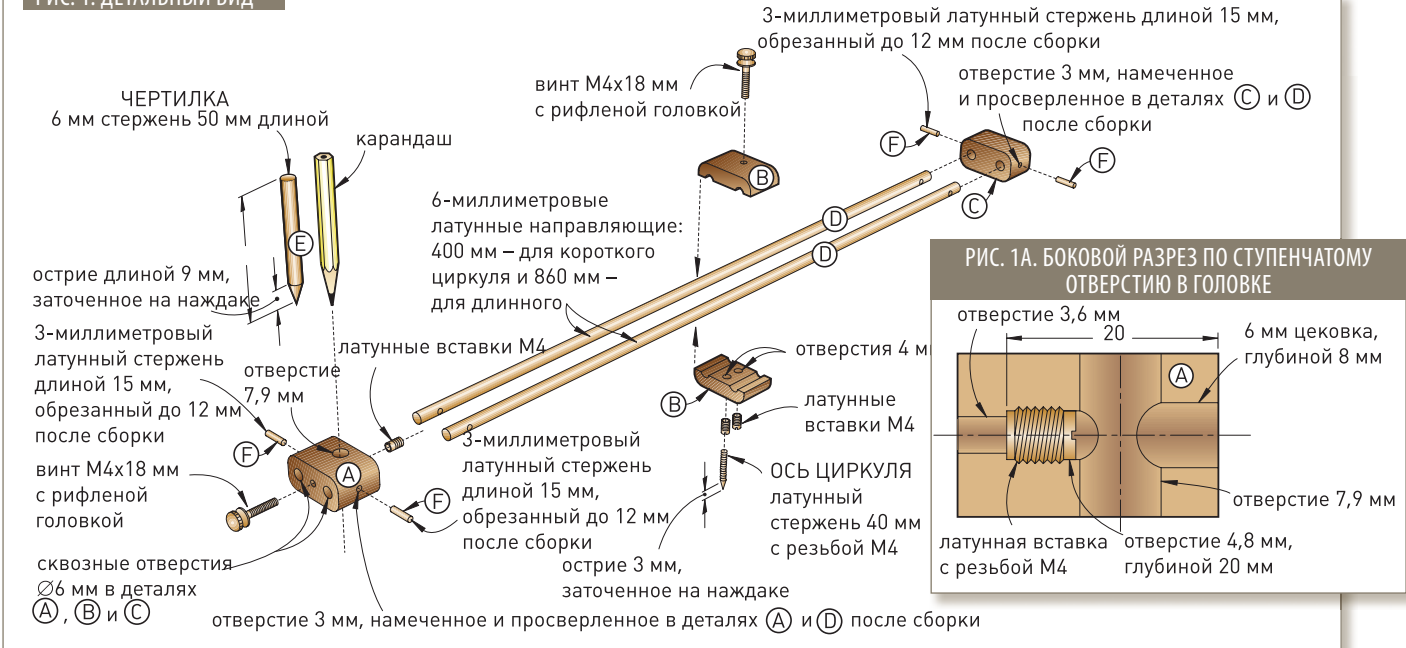 РИС. 1. ДЕТАЛЬНЫЙ ВИД
3-миллиметровый латунный стержень длиной 15 мм,
обрезанный до 12 мм после сборки
винт М4х18 мм
с рифленой головкой
отверстие 3 мм, намеченное
и просверленное в деталях C и D
после сборки
ЧЕРТИЛКА
6 мм стержень 50 мм длиной
карандаш
F
F
B
C
6-миллиметровые
латунные направляющие:
400 мм – для короткого
циркуля и 860 мм –
для длинного
D
D
E
острие длиной 9 мм,
заточенное на наждаке
3-миллиметровый
латунный стержень
длиной 15 мм,
обрезанный до 12 мм
после сборки
отверстие
7,9 мм
латунные вставки М4
отверстия 4 м
B
латунные
вставки М4
F
A
F
винт М4х18 мм
с рифленой
головкой
3-миллиметровый
латунный стержень
длиной 15 мм,
обрезанный до 12 мм
после сборки
ОСЬ ЦИРКУЛЯ
латунный
стержень 40 мм
с резьбой М4
острие 3 мм,
заточенное на наждаке
сквозные отверстия
∅6 мм в деталях
A, B и C
отверстие 3 мм, намеченное и просверленное в деталях A и D после сборки
РИС. 1А. БОКОВОЙ РАЗРЕЗ ПО СТУПЕНЧАТОМУ
ОТВЕРСТИЮ В ГОЛОВКЕ
отверстие 3,6 мм
20
6 мм цековка,
глубиной 8 мм
A
отверстие 7,9 мм
латунная вставка
с резьбой М4
отверстие 4,8 мм,
глубиной 20 мм